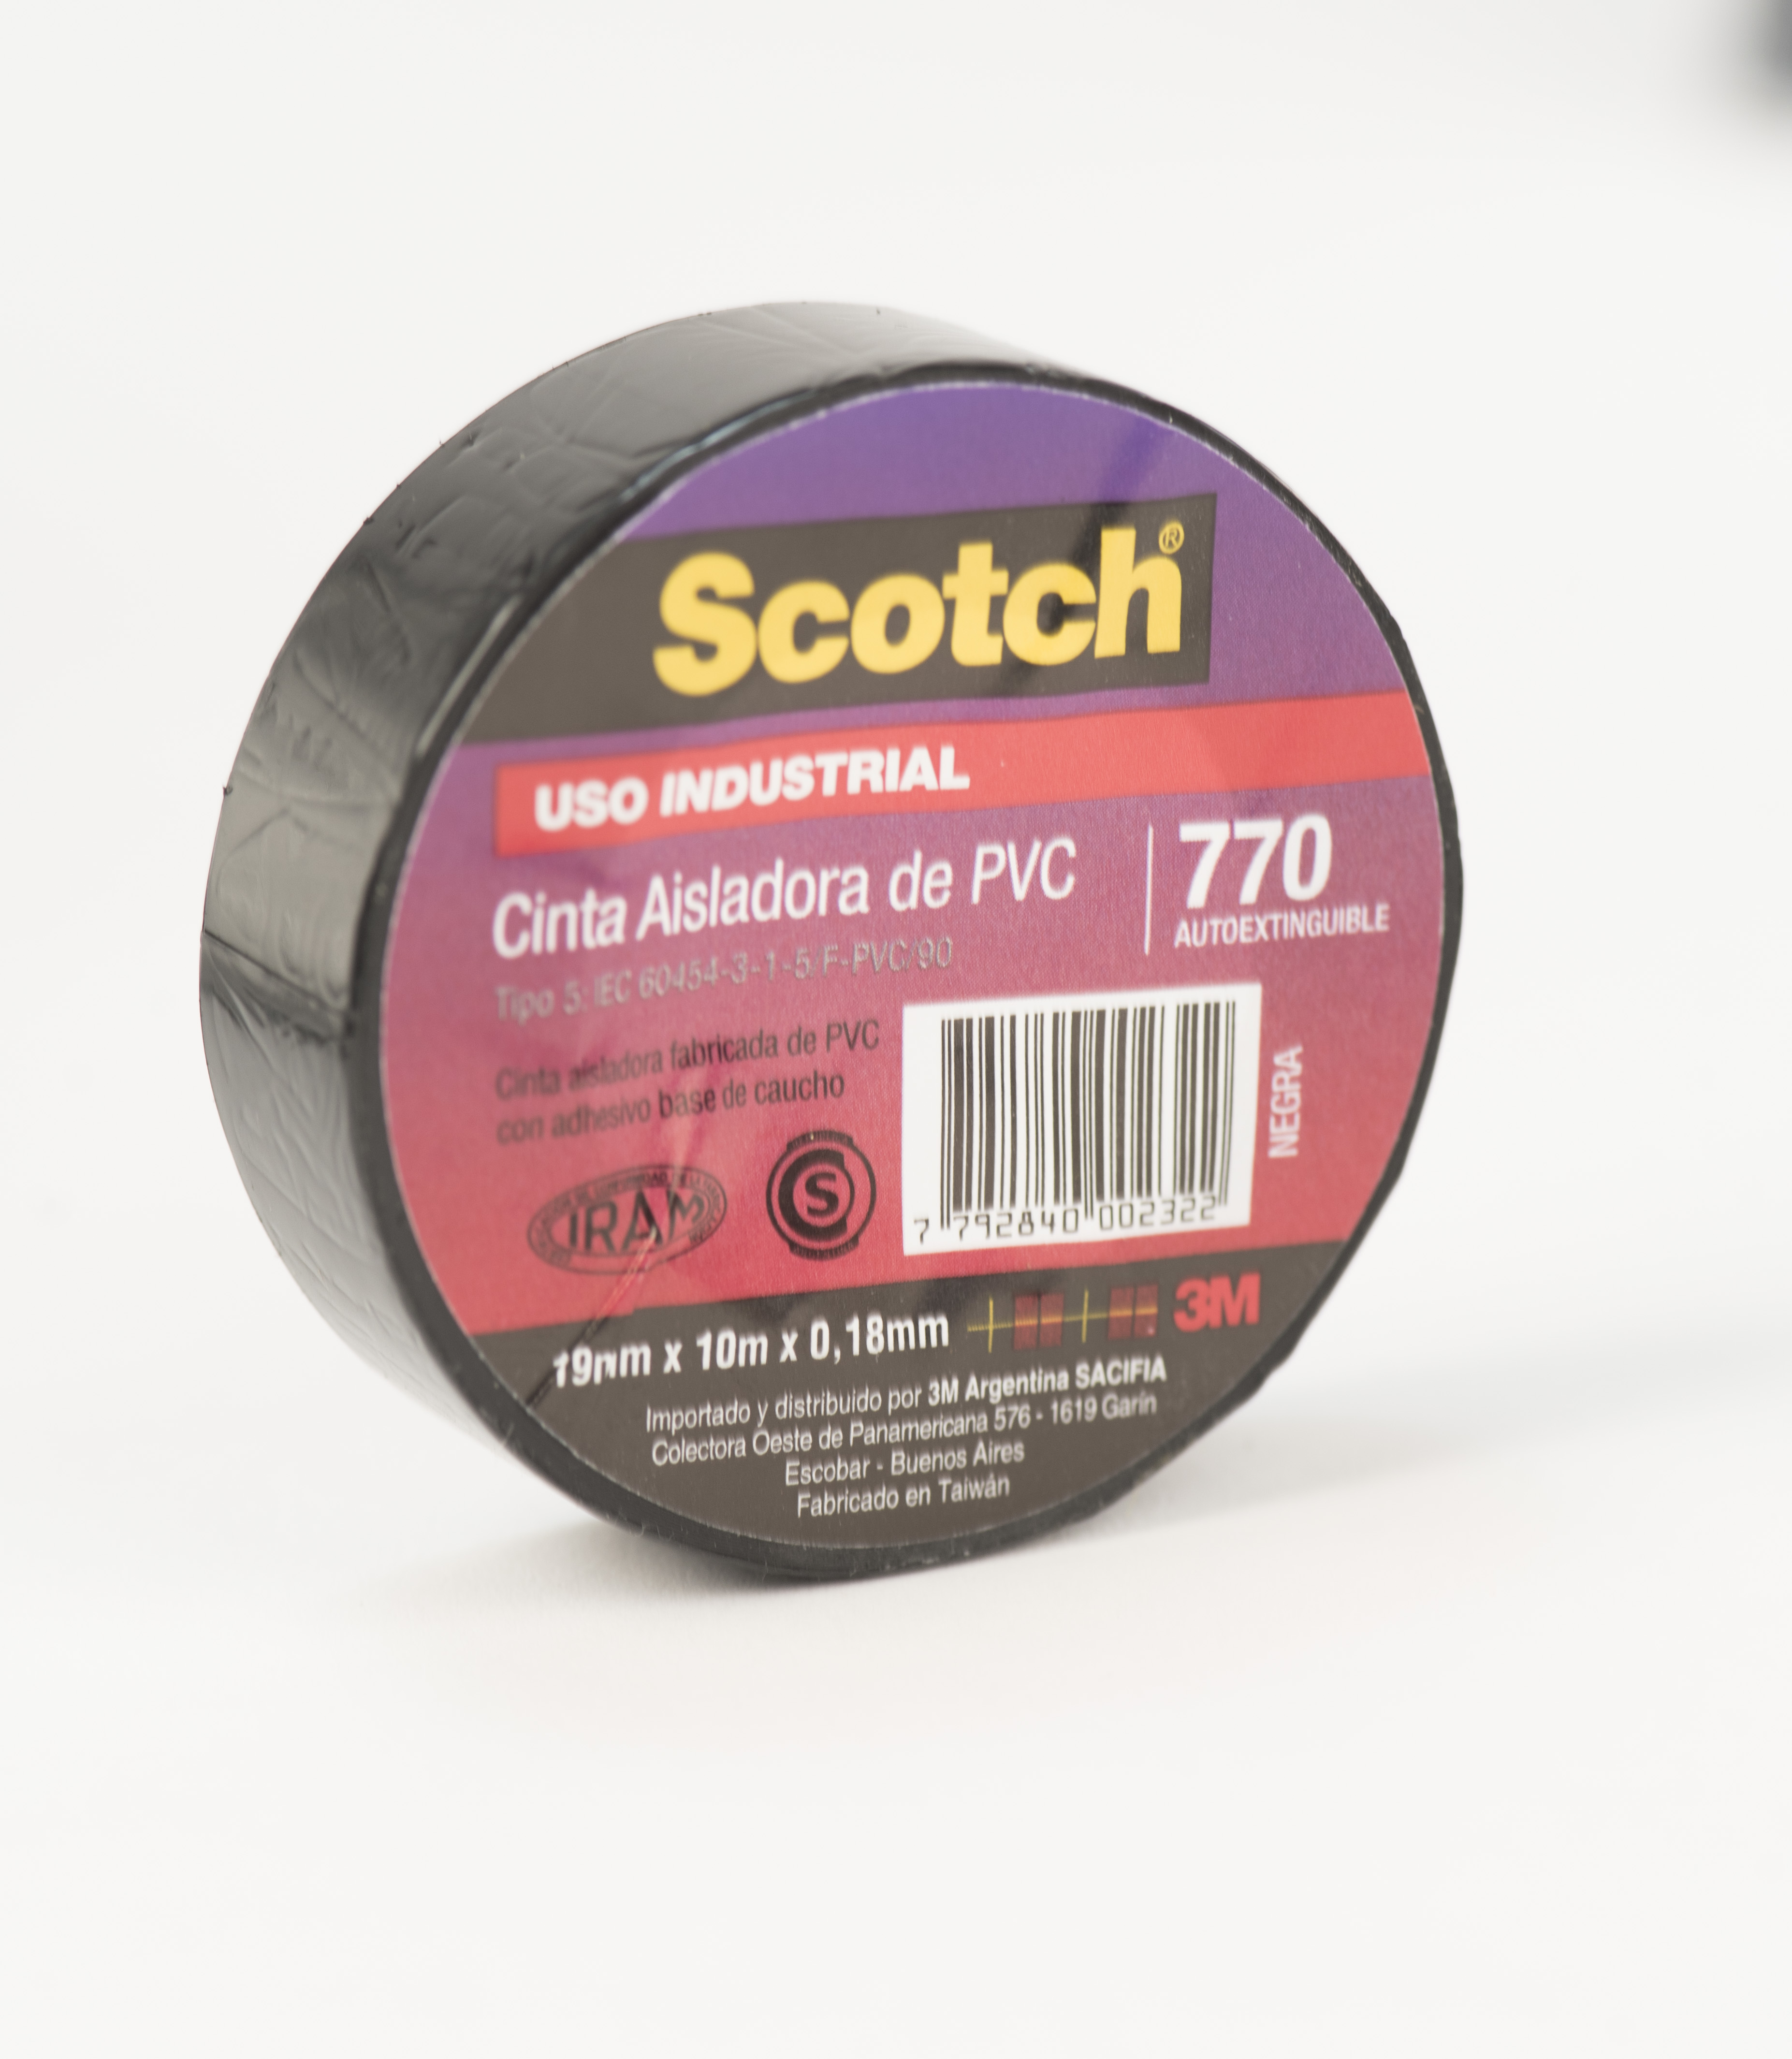 Scotch®
USO INDUSTRIAL
Cinta Aisladora de PVC
770
AUTOEXTINGUIBLE
Tipo 5: IEC 60454-3-1-5/F-PVC/90
Cinta aisladora fabricada de PVC
con adhesivo base de caucho
NEGRA
IRAM
S
7 792840 002322
19mm x 10m x 0,18mm
3M
Importado y distribuido por 3M Argentina SACIFIA
Colectora Oeste de Panamericana 576 - 1619 Garín
Escobar - Buenos Aires
Fabricado en Taiwán